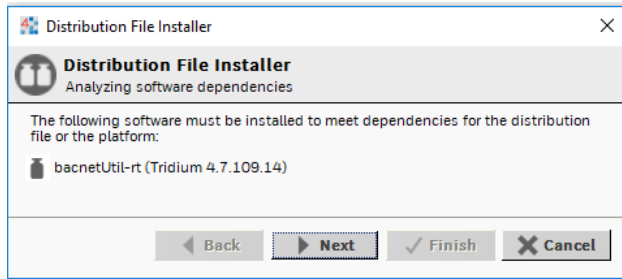 Distribution File Installer
Distribution File Installer
Analyzing software dependencies
The following software must be installed to meet dependencies for the distribution
file or the platform:
bacnetUtil-rt (Tridium 4.7.109.14)
Back Next Finish Cancel